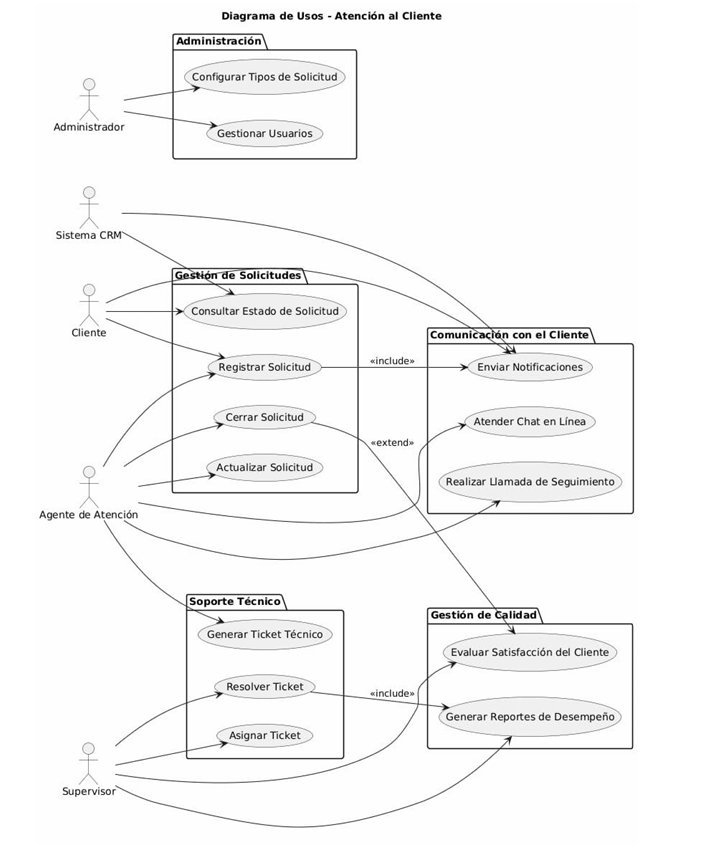 Diagrama de Usos - Atención al Cliente
Administración
Configurar Tipos de Solicitud
Administrador
Gestionar Usuarios
Sistema CRM
Gestión de Solicitudes
Consultar Estado de Solicitud
Cliente
Comunicación con el Cliente
Registrar Solicitud
«include»
Enviar Notificaciones
Cerrar Solicitud
Atender Chat en Línea
«extend»
Actualizar Solicitud
Realizar Llamada de Seguimiento
Agente de Atención
Soporte Técnico
Gestión de Calidad
Generar Ticket Técnico
Evaluar Satisfacción del Cliente
Resolver Ticket
«include»
Generar Reportes de Desempeño
Asignar Ticket
Supervisor